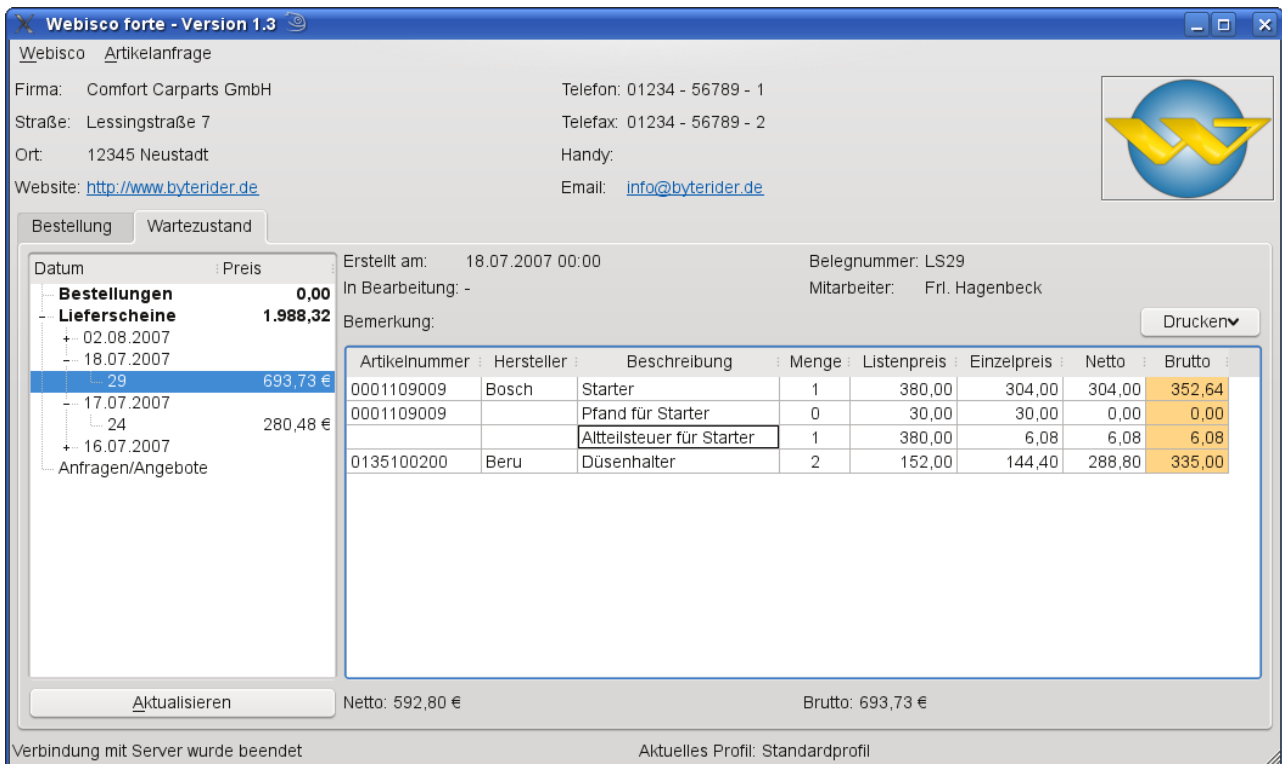 Webisco forte - Version 1.3
Webisco Artikelanfrage
Firma: Comfort Carparts GmbH Telefon: 01234 - 56789 - 1
Straße: Lessingstraße 7 Telefax: 01234 - 56789 - 2
Ort: 12345 Neustadt Handy:
Website: http://www.byterider.de Email: info@byterider.de
Bestellung Wartezustand
Datum Preis
Bestellungen 0,00
Lieferscheine 1.988,32
02.08.2007
18.07.2007
29 693,73 €
17.07.2007
24 280,48 €
16.07.2007
Anfragen/Angebote
Aktualisieren
Erstellt am: 18.07.2007 00:00 Belegnummer: LS29
In Bearbeitung: - Mitarbeiter: Frl. Hagenbeck
Bemerkung: Drucken
Artikelnummer Hersteller Beschreibung Menge Listenpreis Einzelpreis Netto Brutto
0001109009 Bosch Starter 1 380,00 304,00 304,00 352,64
0001109009 Pfand für Starter 0 30,00 30,00 0,00 0,00
Altteilsteuer für Starter 1 380,00 6,08 6,08 6,08
0135100200 Beru Düsenhalter 2 152,00 144,40 288,80 335,00
Netto: 592,80 € Brutto: 693,73 €
Verbindung mit Server wurde beendet Aktuelles Profil: Standardprofil